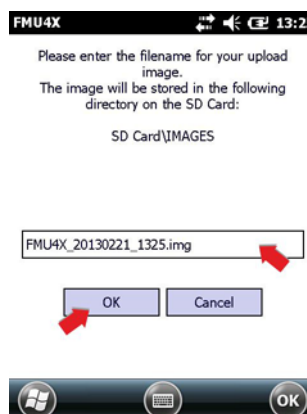 FMU4X 13:2
Please enter the filename for your upload
image.
The image will be stored in the following
directory on the SD Card:
SD Card\IMAGES
FMU4X_20130221_1325.img
OK Cancel
OK